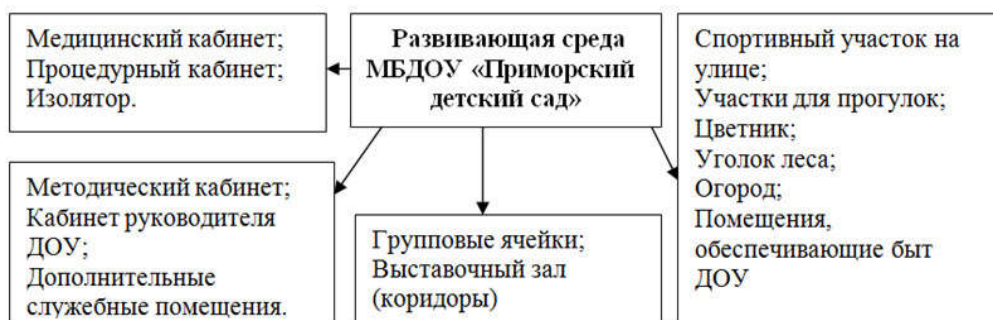 Медицинский кабинет;
Процедурный кабинет;
Изолятор.
Развивающая среда
МБДОУ «Приморский
детский сад»
Спортивный участок на
улице;
Участки для прогулок;
Цветник;
Уголок леса;
Огород;
Помещения,
обеспечивающие быт
ДОУ
Методический кабинет;
Кабинет руководителя
ДОУ;
Дополнительные
служебные помещения.
Групповые ячейки;
Выставочный зал
(коридоры)